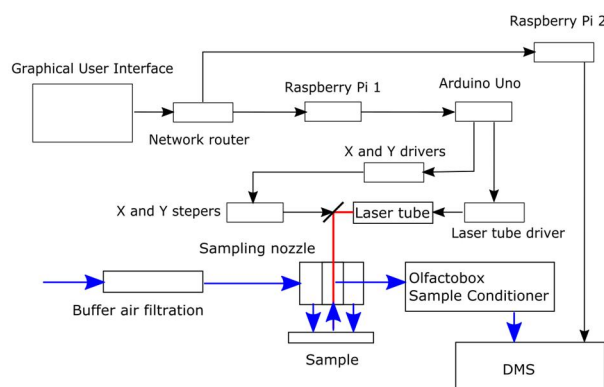 Raspberry Pi 2
Graphical User Interface
Raspberry Pi 1
Arduino Uno
Network router
X and Y drivers
X and Y stepers
Laser tube
Laser tube driver
Sampling nozzle
Buffer air filtration
Olfactobox
Sample Conditioner
Sample
DMS